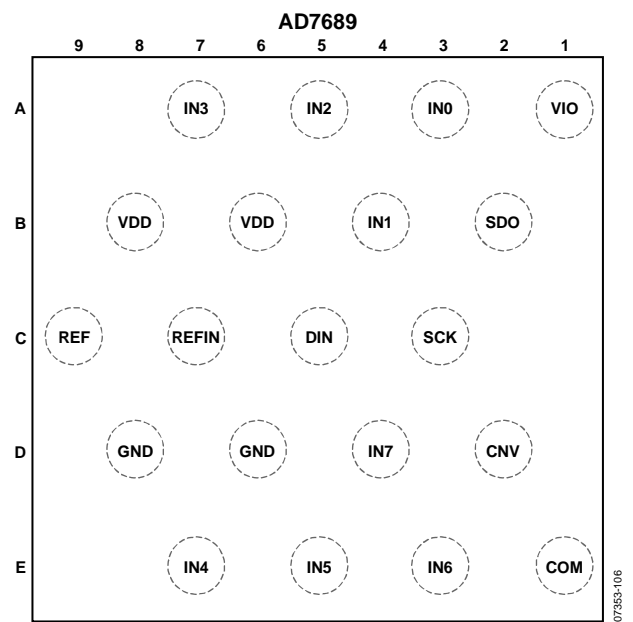 AD7689
9 8 7 6 5 4 3 2 1
A IN3 IN2 IN0 VIO
B VDD VDD IN1 SDO
C REF REFIN DIN SCK
D GND GND IN7 CNV
E IN4 IN5 IN6 COM
07353-106